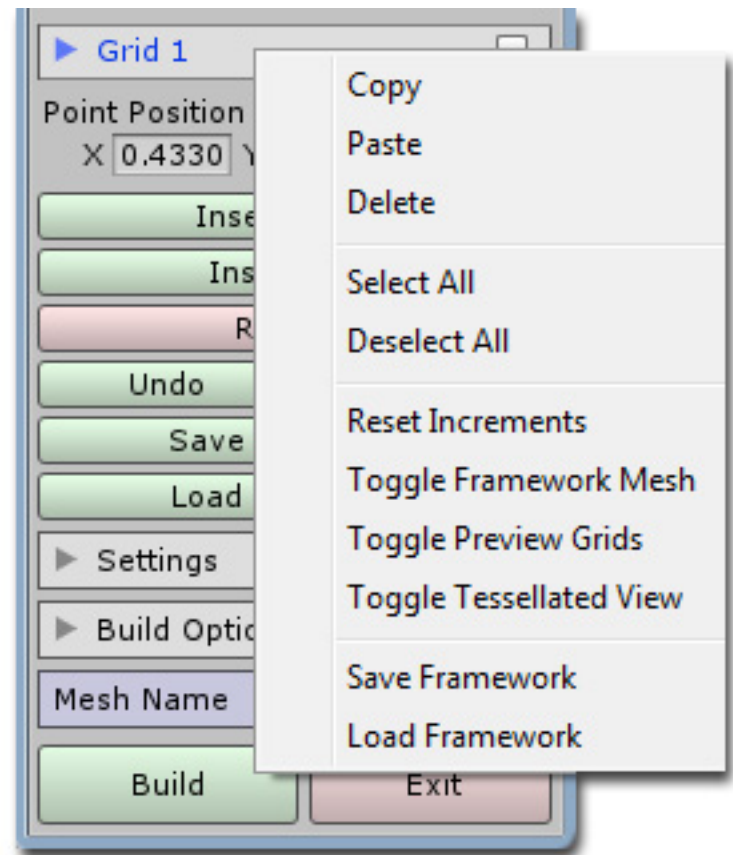 Grid 1
Point Position
X 0.4330
Undo
Save
Load
Settings
Build
Mesh Name
Build
Exit
Copy
Paste
Delete
Select All
Deselect All
Reset Increments
Toggle Framework Mesh
Toggle Preview Grids
Toggle Tessellated View
Save Framework
Load Framework